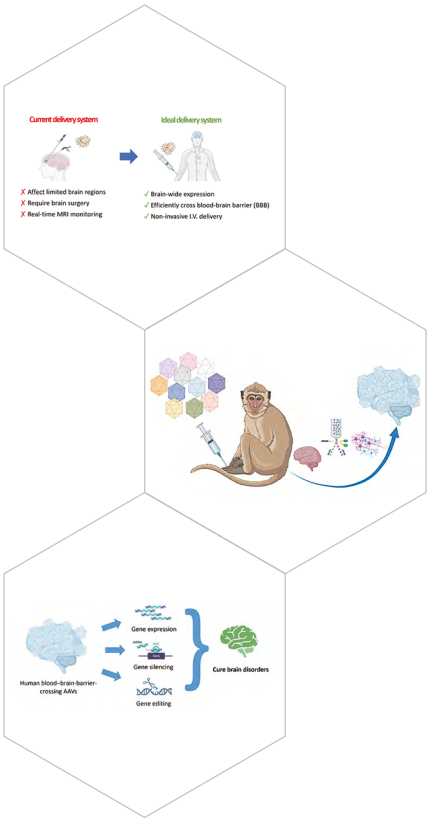 Current delivery system
Ideal delivery system
✗ Affect limited brain regions
✗ Require brain surgery
✗ Real-time MRI monitoring
✓ Brain-wide expression
✓ Efficiently cross blood-brain barrier (BBB)
✓ Non-invasive I.V. delivery
Gene expression
Gene silencing
Gene editing
Human blood–brain-barrier-
crossing AAVs
Cure brain disorders